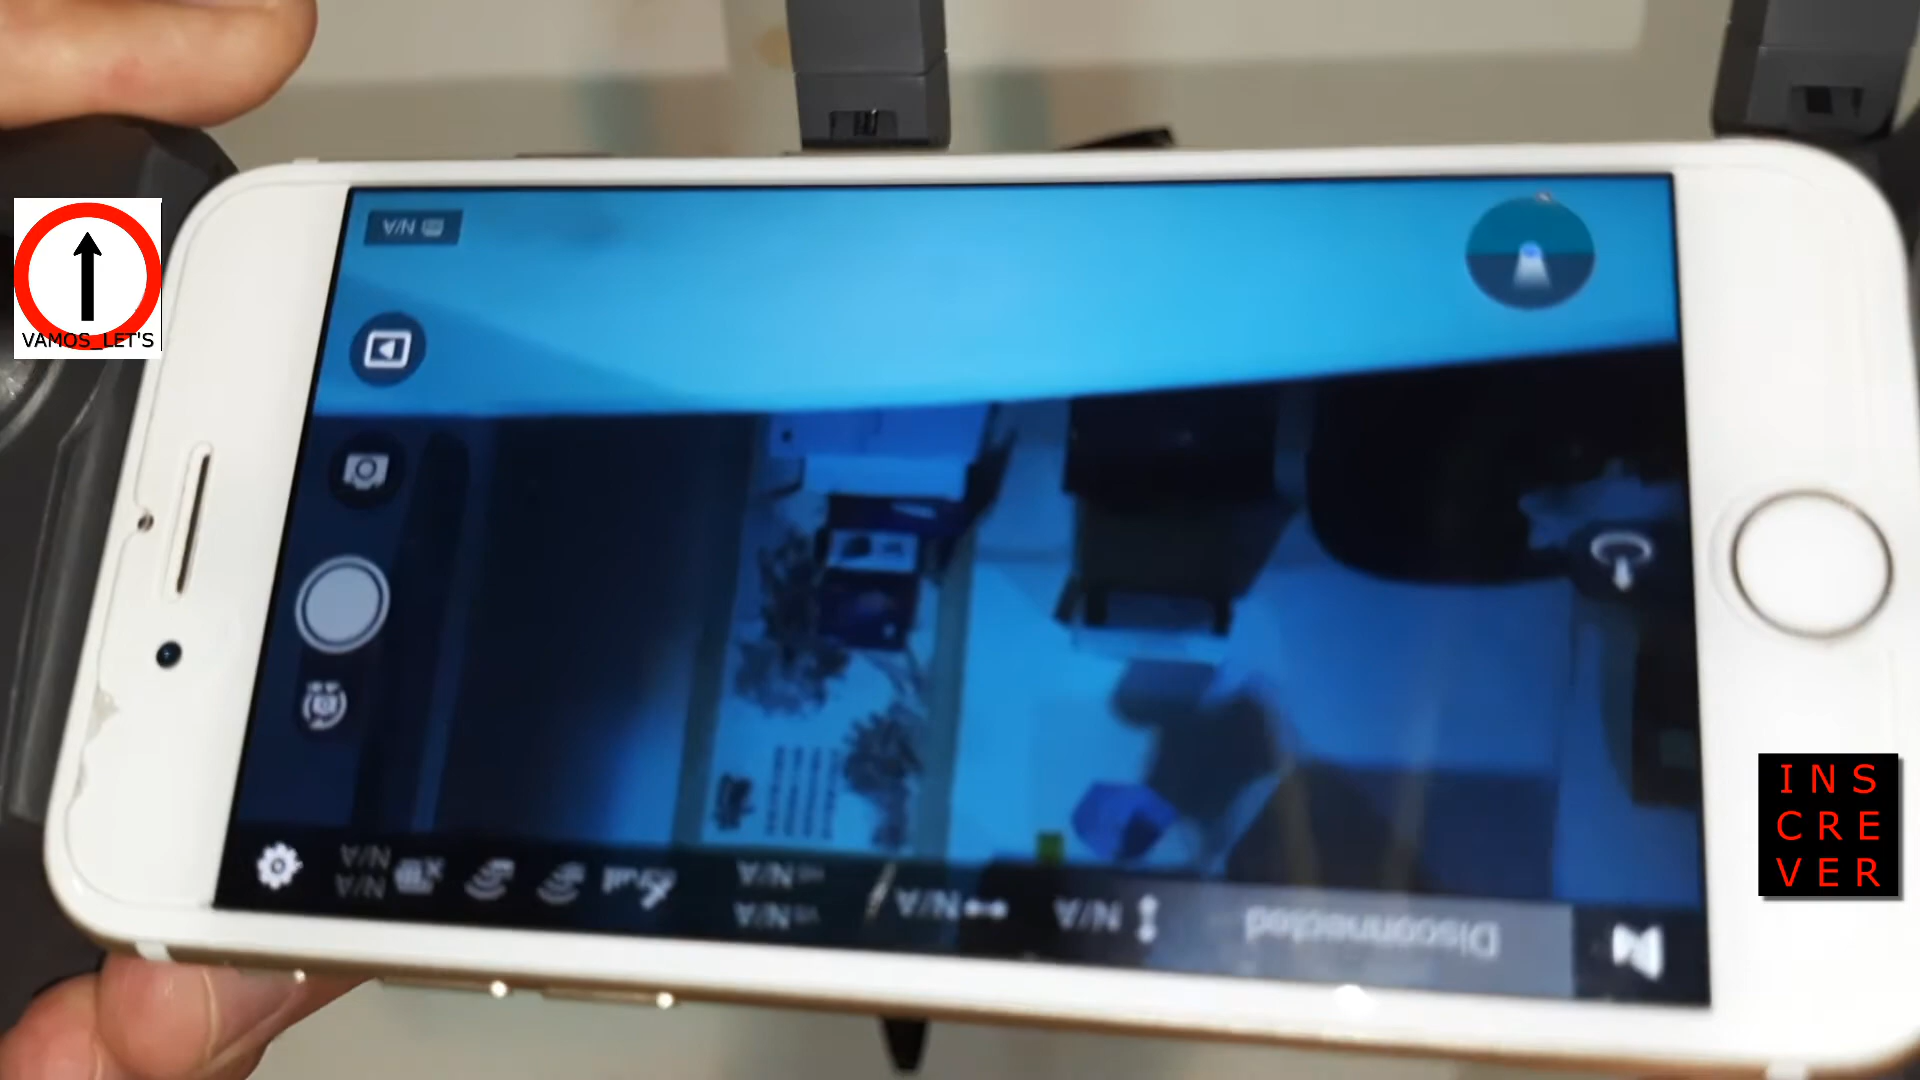 VAMOS_LET'S
N/A
INS
CRE
VER
N/A
N/A
N/A
N/A
N/A
N/A
Disconnected